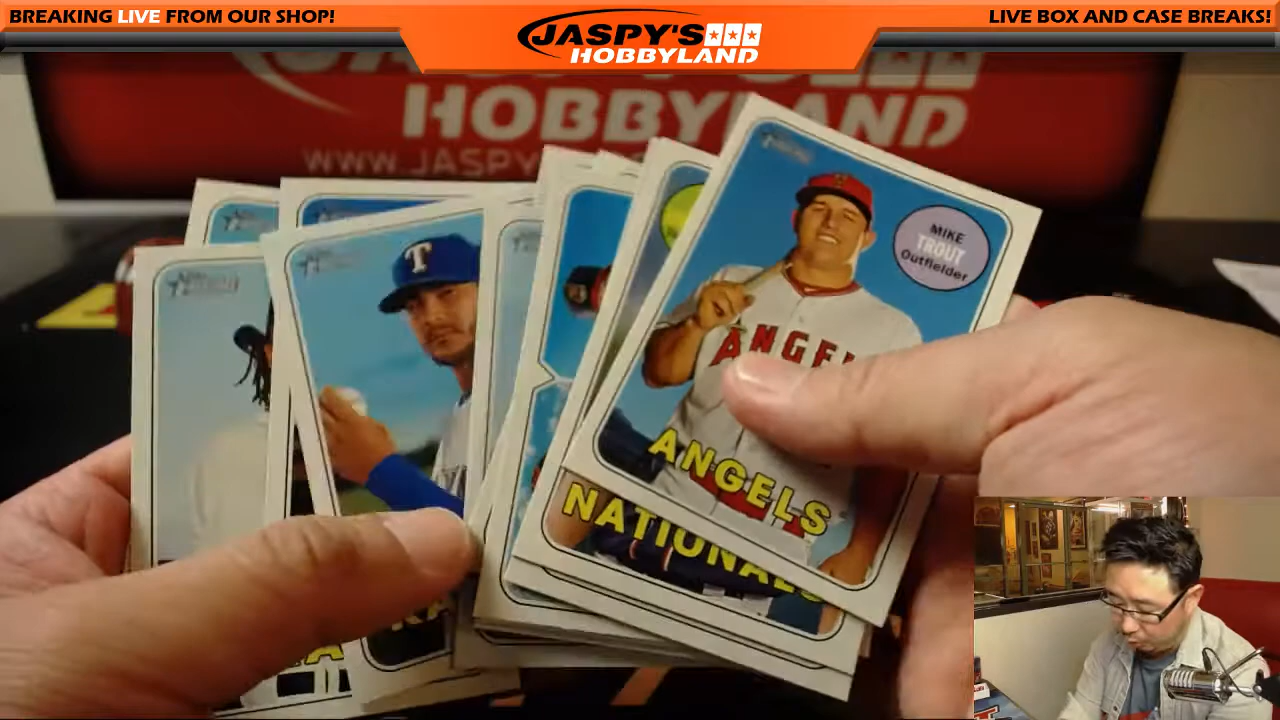 BREAKING LIVE FROM OUR SHOP!
JASPY'S
HOBBYLAND
LIVE BOX AND CASE BREAKS!
HOBBYLAND
WWW.JASPY
MIKE
TROUT
Outfielder
ANGELS
NATIONALS
T